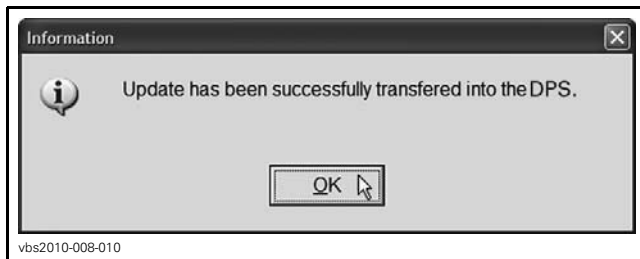 Information
Update has been successfully transfered into the DPS.
OK
vbs2010-008-010